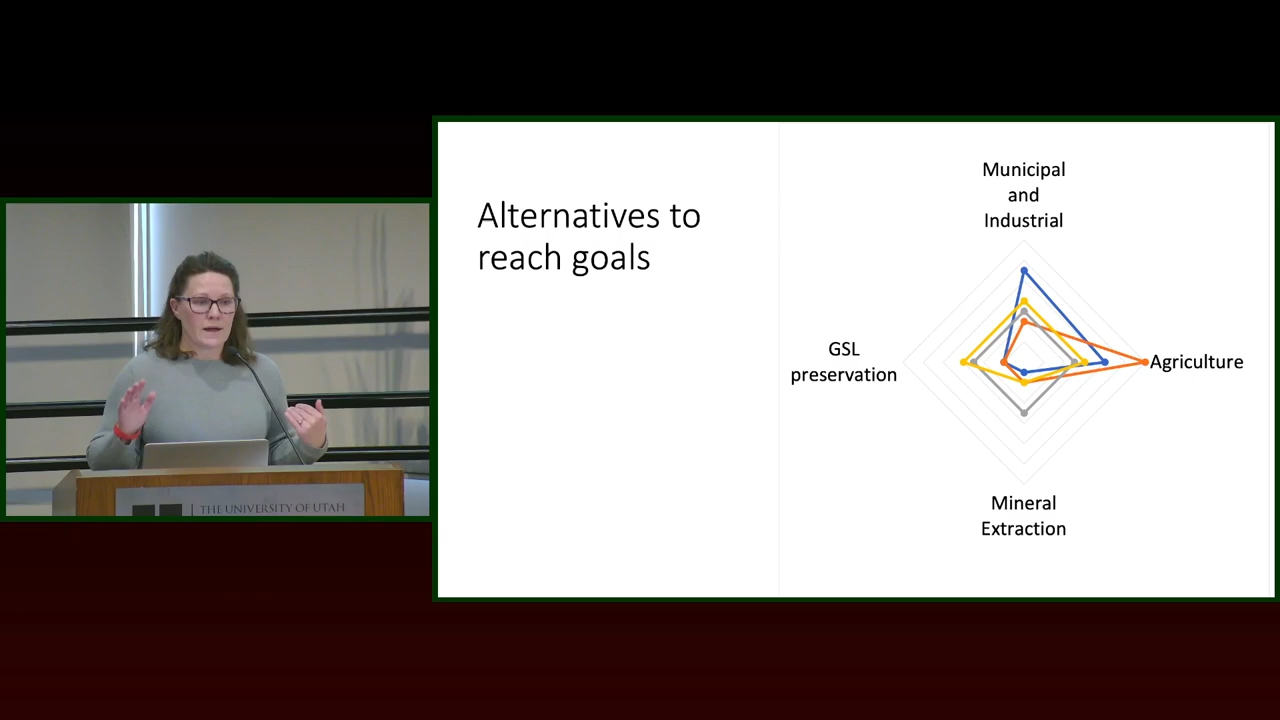 Alternatives to
reach goals
Municipal
and
Industrial
GSL
preservation
Agriculture
Mineral
Extraction
THE UNIVERSITY OF UTAH